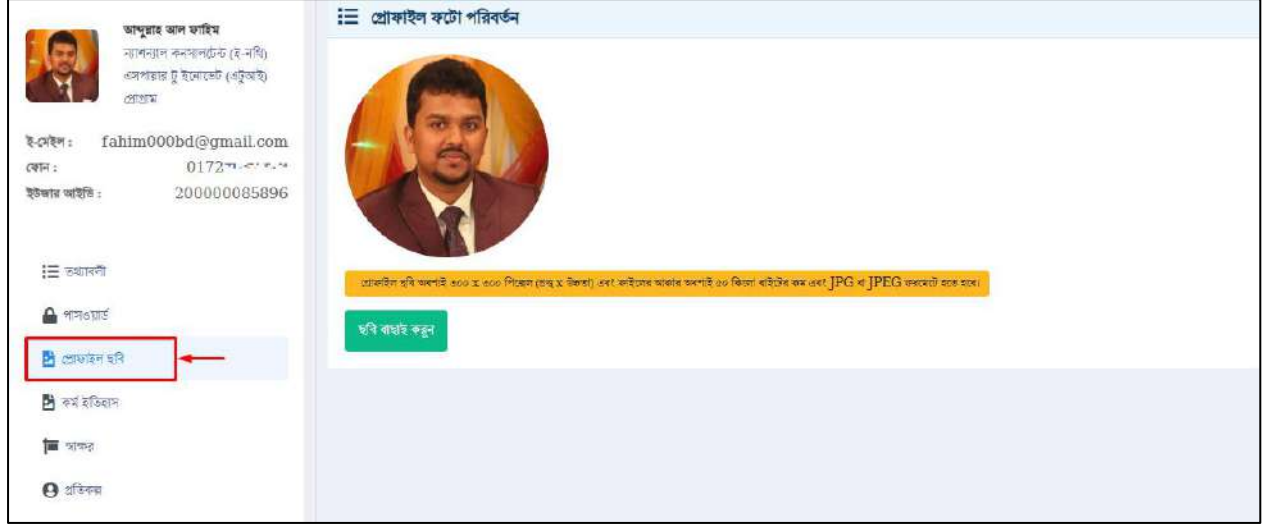 আব্দুল্লাহ আল ফাহিম
ন্যাশন্যাল কনসালটেন্ট (ই-নথি)
এসপায়ার টু ইনোভেট (এটুআই)
প্রোগ্রাম
ই-মেইল : fahim000bd@gmail.com
ফোন : 0172
ইউজার আইডি : 200000085896
তথ্যাবলী
পাসওয়ার্ড
প্রোফাইল ছবি
কর্ম ইতিহাস
স্বাক্ষর
প্রতিকল্প
প্রোফাইল ফটো পরিবর্তন
প্রোফাইল ছবি অবশ্যই ৩০০ X ৩০০ পিক্সেল (প্রস্থ X উচ্চতা) এবং ফাইলের আকার অবশ্যই ৫০ কিলো বাইটের কম এবং JPG বা JPEG ফরমেটে হতে হবে।
ছবি বাছাই করুন